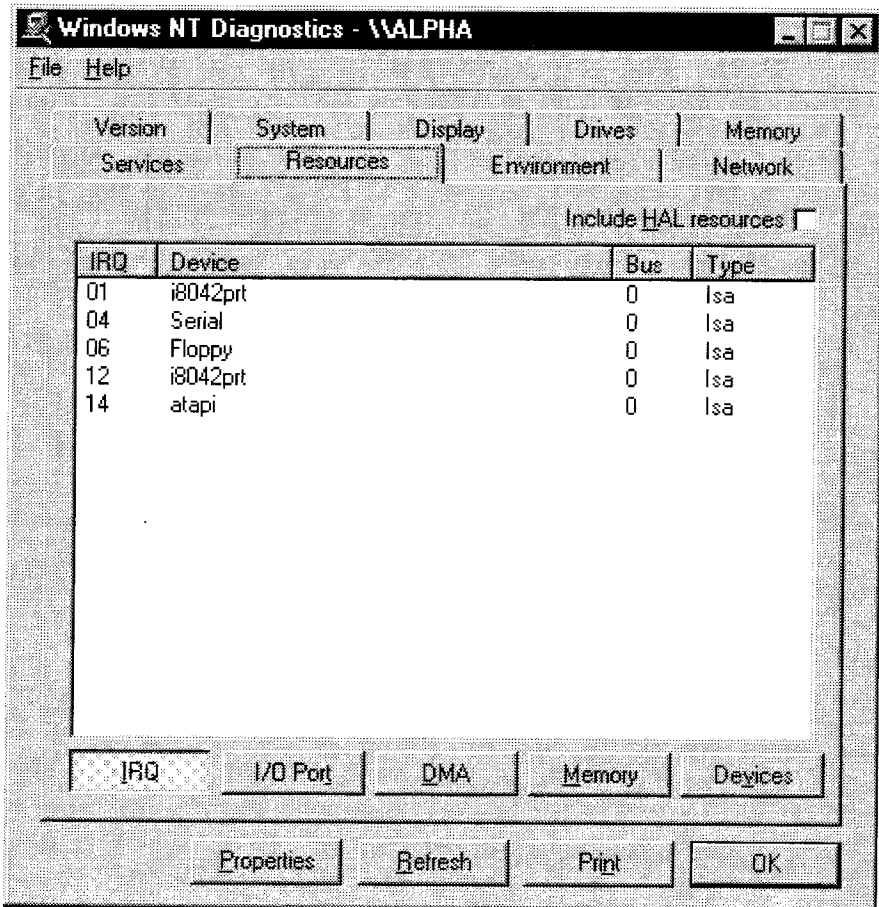 Windows NT Diagnostics - \\ALPHA
File Help
Version System Display Drives Memory
Services Resources Environment Network
Include HAL resources
IRQ Device Bus Type
01 i8042prt 0 Isa
04 Serial 0 Isa
06 Floppy 0 Isa
12 i8042prt 0 Isa
14 atapi 0 Isa
IRQ I/O Port DMA Memory Devices
Properties Refresh Print OK